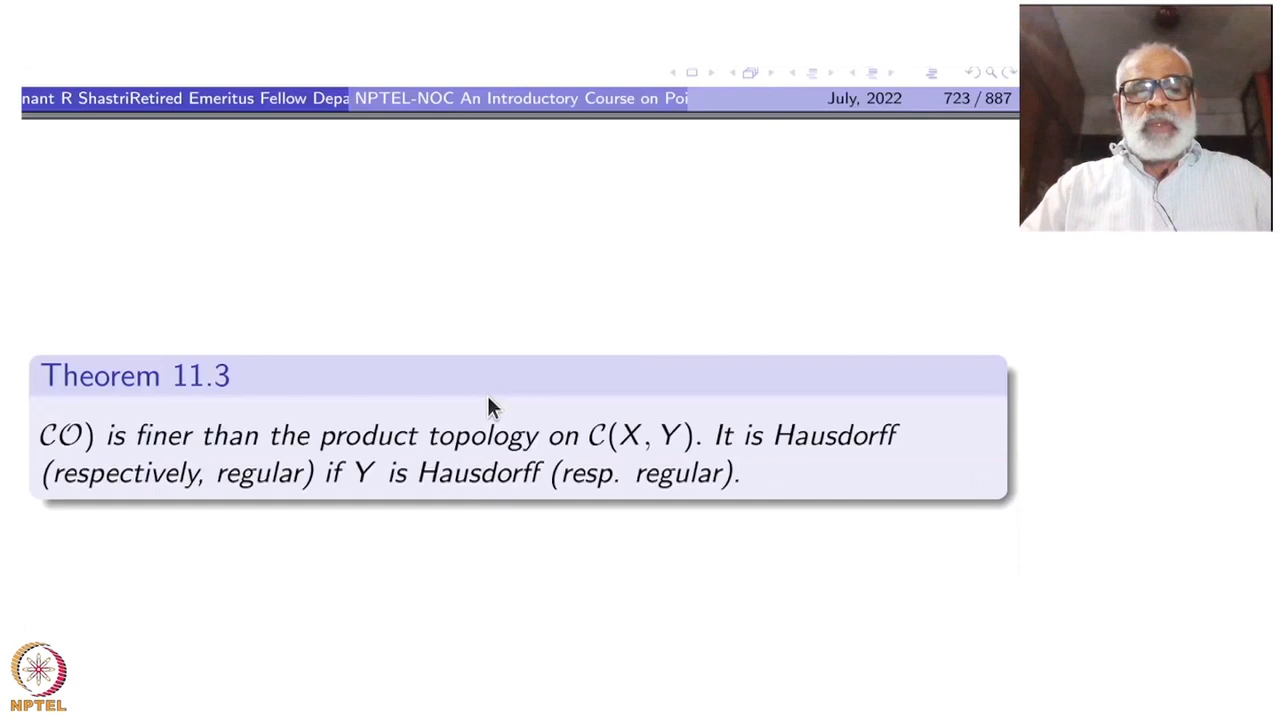 nant R ShastriRetired Emeritus Fellow Depa NPTEL-NOC An Introductory Course on Poi July, 2022 723 / 887
Theorem 11.3
𝒞𝒪) is finer than the product topology on 𝒞(X, Y). It is Hausdorff
(respectively, regular) if Y is Hausdorff (resp. regular).
NPTEL